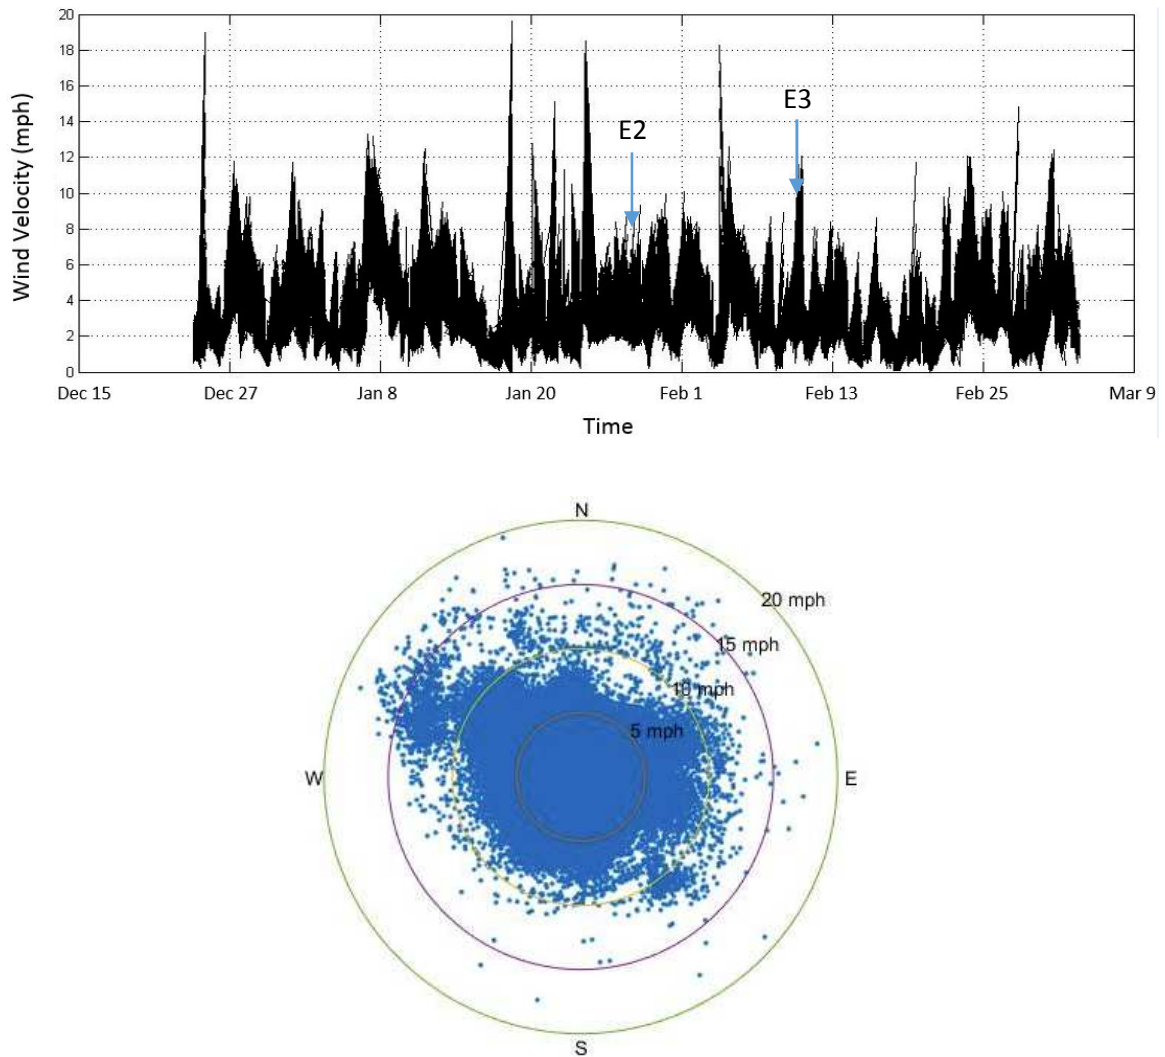 20
18
16
14
12
10
8
6
4
2
0
Wind Velocity (mph)
E2
E3
Dec 15 Dec 27 Jan 8 Jan 20 Feb 1 Feb 13 Feb 25 Mar 9
Time
N
20 mph
15 mph
10 mph
5 mph
W E
S